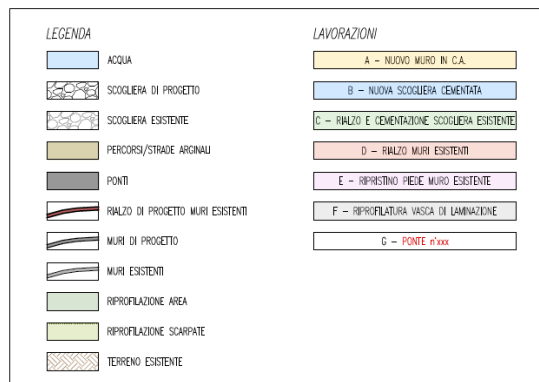 LEGENDA
ACQUA
SCOGLIERA DI PROGETTO
SCOGLIERA ESISTENTE
PERCORSI/STRADE ARGINALI
PONTI
RIALZO DI PROGETTO MURI ESISTENTI
MURI DI PROGETTO
MURI ESISTENTI
RIPROFILAZIONE AREA
RIPROFILAZIONE SCARPATE
TERRENO ESISTENTE
LAVORAZIONI
A – NUOVO MURO IN C.A.
B – NUOVA SCOGLIERA CEMENTATA
C – RIALZO E CEMENTAZIONE SCOGLIERA ESISTENTE
D – RIALZO MURI ESISTENTI
E – RIPRISTINO PIEDE MURO ESISTENTE
F – RIPROFILATURA VASCA DI LAMINAZIONE
G – PONTE n°xxx